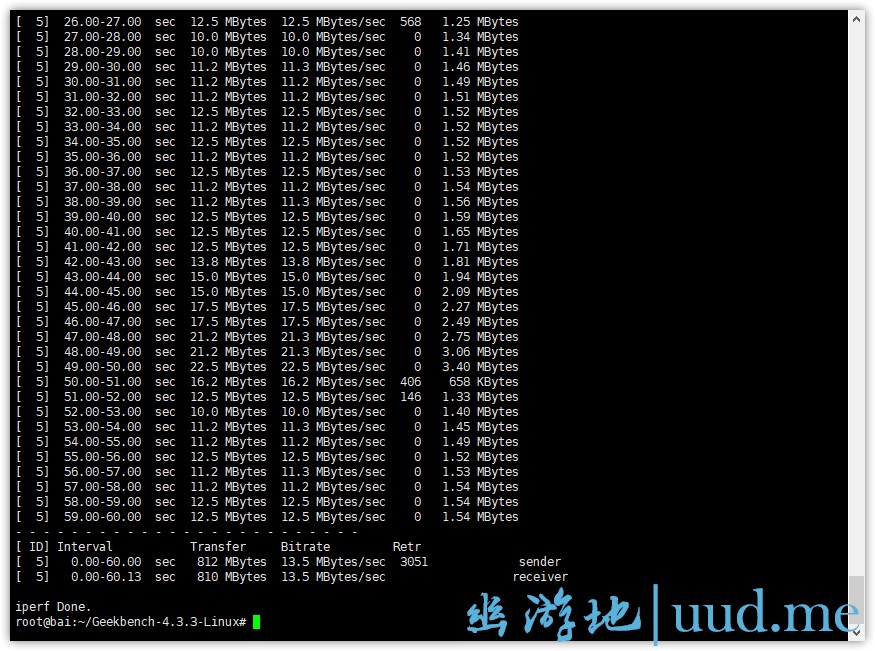 [  5]  26.00-27.00  sec  12.5 MBytes  12.5 MBytes/sec  568   1.25 MBytes
[  5]  27.00-28.00  sec  10.0 MBytes  10.0 MBytes/sec    0   1.34 MBytes
[  5]  28.00-29.00  sec  10.0 MBytes  10.0 MBytes/sec    0   1.41 MBytes
[  5]  29.00-30.00  sec  11.2 MBytes  11.3 MBytes/sec    0   1.46 MBytes
[  5]  30.00-31.00  sec  11.2 MBytes  11.2 MBytes/sec    0   1.49 MBytes
[  5]  31.00-32.00  sec  11.2 MBytes  11.2 MBytes/sec    0   1.51 MBytes
[  5]  32.00-33.00  sec  12.5 MBytes  12.5 MBytes/sec    0   1.52 MBytes
[  5]  33.00-34.00  sec  11.2 MBytes  11.2 MBytes/sec    0   1.52 MBytes
[  5]  34.00-35.00  sec  12.5 MBytes  12.5 MBytes/sec    0   1.52 MBytes
[  5]  35.00-36.00  sec  11.2 MBytes  11.2 MBytes/sec    0   1.52 MBytes
[  5]  36.00-37.00  sec  12.5 MBytes  12.5 MBytes/sec    0   1.53 MBytes
[  5]  37.00-38.00  sec  11.2 MBytes  11.2 MBytes/sec    0   1.54 MBytes
[  5]  38.00-39.00  sec  11.2 MBytes  11.3 MBytes/sec    0   1.56 MBytes
[  5]  39.00-40.00  sec  12.5 MBytes  12.5 MBytes/sec    0   1.59 MBytes
[  5]  40.00-41.00  sec  12.5 MBytes  12.5 MBytes/sec    0   1.65 MBytes
[  5]  41.00-42.00  sec  12.5 MBytes  12.5 MBytes/sec    0   1.71 MBytes
[  5]  42.00-43.00  sec  13.8 MBytes  13.8 MBytes/sec    0   1.81 MBytes
[  5]  43.00-44.00  sec  15.0 MBytes  15.0 MBytes/sec    0   1.94 MBytes
[  5]  44.00-45.00  sec  15.0 MBytes  15.0 MBytes/sec    0   2.09 MBytes
[  5]  45.00-46.00  sec  17.5 MBytes  17.5 MBytes/sec    0   2.27 MBytes
[  5]  46.00-47.00  sec  17.5 MBytes  17.5 MBytes/sec    0   2.49 MBytes
[  5]  47.00-48.00  sec  21.2 MBytes  21.3 MBytes/sec    0   2.75 MBytes
[  5]  48.00-49.00  sec  21.2 MBytes  21.3 MBytes/sec    0   3.06 MBytes
[  5]  49.00-50.00  sec  22.5 MBytes  22.5 MBytes/sec    0   3.40 MBytes
[  5]  50.00-51.00  sec  16.2 MBytes  16.2 MBytes/sec  406    658 KBytes
[  5]  51.00-52.00  sec  12.5 MBytes  12.5 MBytes/sec  146   1.33 MBytes
[  5]  52.00-53.00  sec  10.0 MBytes  10.0 MBytes/sec    0   1.40 MBytes
[  5]  53.00-54.00  sec  11.2 MBytes  11.3 MBytes/sec    0   1.45 MBytes
[  5]  54.00-55.00  sec  11.2 MBytes  11.2 MBytes/sec    0   1.49 MBytes
[  5]  55.00-56.00  sec  12.5 MBytes  12.5 MBytes/sec    0   1.52 MBytes
[  5]  56.00-57.00  sec  11.2 MBytes  11.3 MBytes/sec    0   1.53 MBytes
[  5]  57.00-58.00  sec  11.2 MBytes  11.2 MBytes/sec    0   1.54 MBytes
[  5]  58.00-59.00  sec  12.5 MBytes  12.5 MBytes/sec    0   1.54 MBytes
[  5]  59.00-60.00  sec  12.5 MBytes  12.5 MBytes/sec    0   1.54 MBytes
- - - - - - - - - - - - - - - - - - - - - - - - -
[ ID] Interval           Transfer     Bitrate         Retr
[  5]   0.00-60.00  sec   812 MBytes  13.5 MBytes/sec  3051             sender
[  5]   0.00-60.13  sec   810 MBytes  13.5 MBytes/sec                  receiver
iperf Done.
root@bai:~/Geekbench-4.3.3-Linux#
幽游地|uud.me